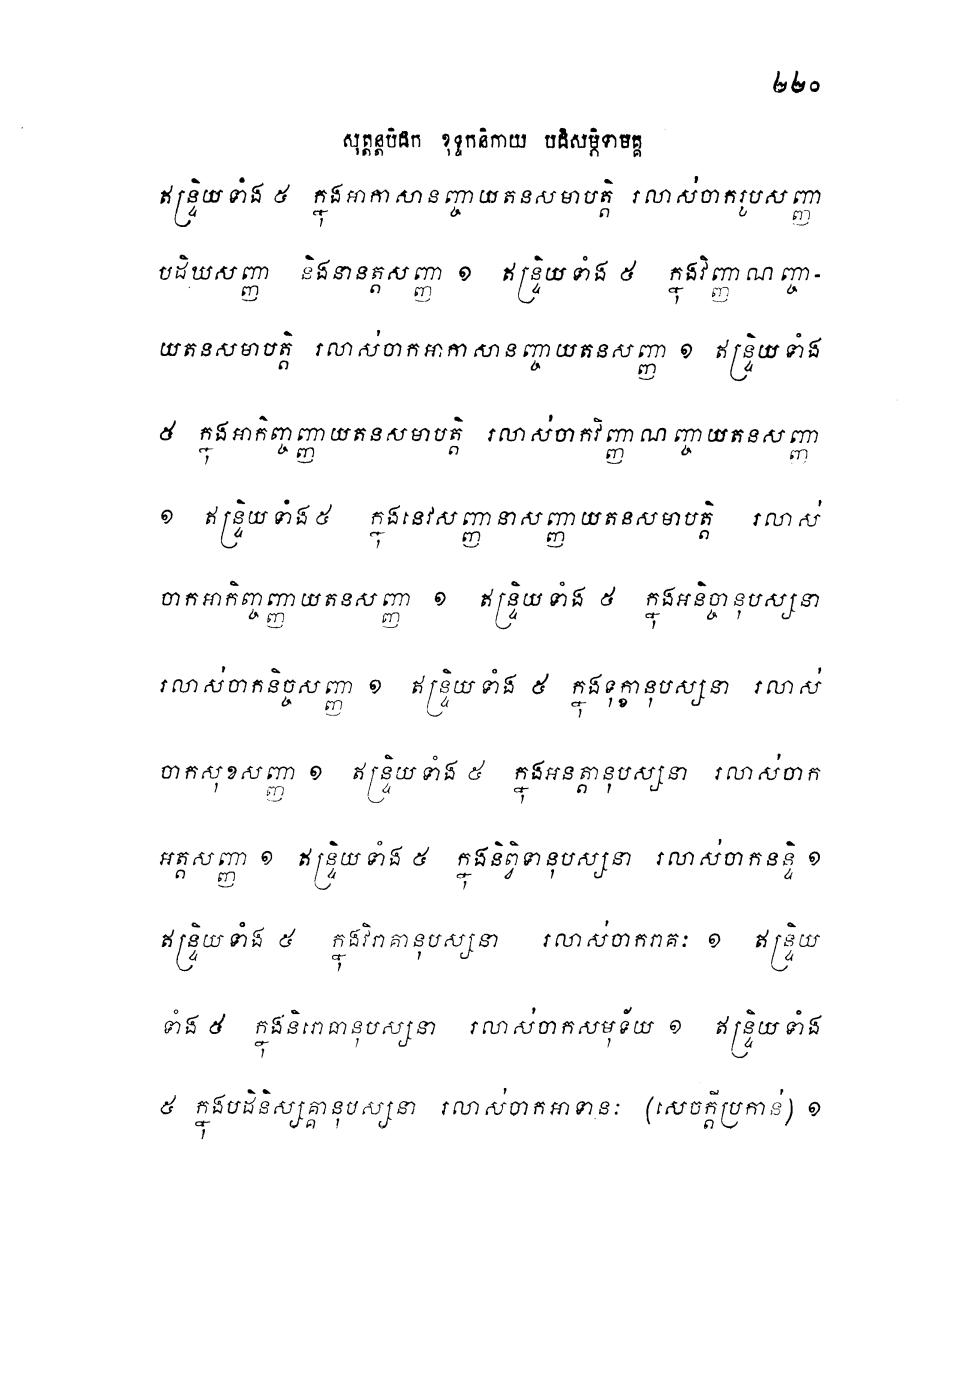 ២២០
សុត្តន្តបិដក ខុទ្ទកនិកាយ បដិសម្ភិទាមគ្គ
ឥន្ទ្រិយទាំង ៥ ក្នុងអាកាសានញ្ចាយតនសមាបត្តិ រលាស់ចាករូបសញ្ញា
បដិឃសញ្ញា និងនានត្តសញ្ញា ១ ឥន្ទ្រិយទាំង ៥ ក្នុងវិញ្ញាណញ្ចា-
យតនសមាបត្តិ រលាស់ចាកអាកាសានញ្ចាយតនសញ្ញា ១ ឥន្ទ្រិយទាំង
៥ ក្នុងអាកិញ្ចញ្ញាយតនសមាបត្តិ រលាស់ចាកវិញ្ញាណញ្ចាយតនសញ្ញា
១ ឥន្ទ្រិយទាំង៥ ក្នុងនេវសញ្ញានាសញ្ញាយតនសមាបត្តិ រលាស់
ចាកអាកិញ្ចញ្ញាយតនសញ្ញា ១ ឥន្ទ្រិយទាំង ៥ ក្នុងអនិច្ចានុបស្សនា
រលាស់ចាកនិច្ចសញ្ញា ១ ឥន្ទ្រិយទាំង ៥ ក្នុងទុក្ខានុបស្សនា រលាស់
ចាកសុខសញ្ញា ១ ឥន្ទ្រិយទាំង ៥ ក្នុងអនត្តានុបស្សនា រលាស់ចាក
អត្តសញ្ញា ១ ឥន្ទ្រិយទាំង ៥ ក្នុងនិព្វិទានុបស្សនា រលាស់ចាកនន្ទិ ១
ឥន្ទ្រិយទាំង ៥ ក្នុងវិរាគានុបស្សនា រលាស់ចាករាគៈ ១ ឥន្ទ្រិយ
ទាំង ៥ ក្នុងនិរោធានុបស្សនា រលាស់ចាកសមុទ័យ ១ ឥន្ទ្រិយទាំង
៥ ក្នុងបដិនិស្សគ្គានុបស្សនា រលាស់ចាកអាទានៈ (សេចក្តីប្រកាន់) ១